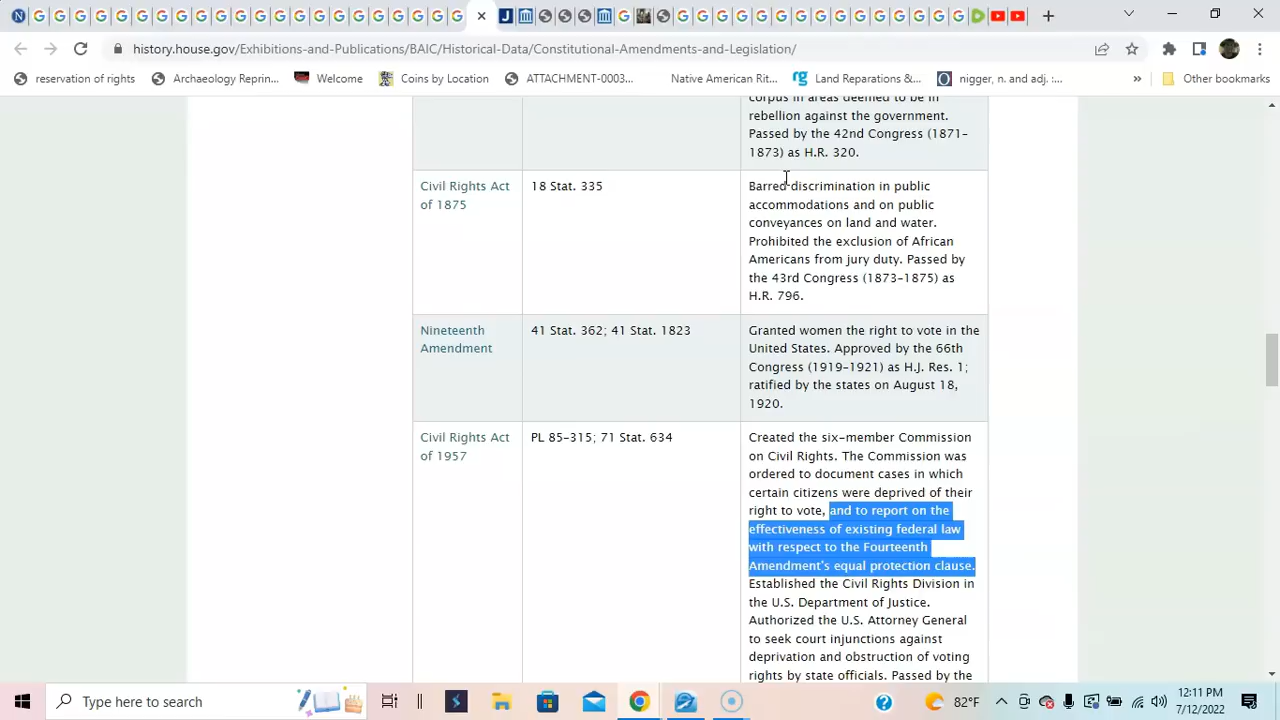 history.house.gov/Exhibitions-and-Publications/BAIC/Historical-Data/Constitutional-Amendments-and-Legislation/
reservation of rights
Archaeology Reprin...
Welcome
Coins by Location
ATTACHMENT-0003...
Native American Rit...
Land Reparations &...
nigger, n. and adj. :...
»
Other bookmarks
corpus in areas deemed to be in
rebellion against the government.
Passed by the 42nd Congress (1871–
1873) as H.R. 320.
Civil Rights Act
of 1875
18 Stat. 335
Barred discrimination in public
accommodations and on public
conveyances on land and water.
Prohibited the exclusion of African
Americans from jury duty. Passed by
the 43rd Congress (1873–1875) as
H.R. 796.
Nineteenth
Amendment
41 Stat. 362; 41 Stat. 1823
Granted women the right to vote in the
United States. Approved by the 66th
Congress (1919–1921) as H.J. Res. 1;
ratified by the states on August 18,
1920.
Civil Rights Act
of 1957
PL 85–315; 71 Stat. 634
Created the six–member Commission
on Civil Rights. The Commission was
ordered to document cases in which
certain citizens were deprived of their
right to vote, and to report on the
effectiveness of existing federal law
with respect to the Fourteenth
Amendment's equal protection clause.
Established the Civil Rights Division in
the U.S. Department of Justice.
Authorized the U.S. Attorney General
to seek court injunctions against
deprivation and obstruction of voting
rights by state officials. Passed by the
Type here to search
82°F
12:11 PM
7/12/2022